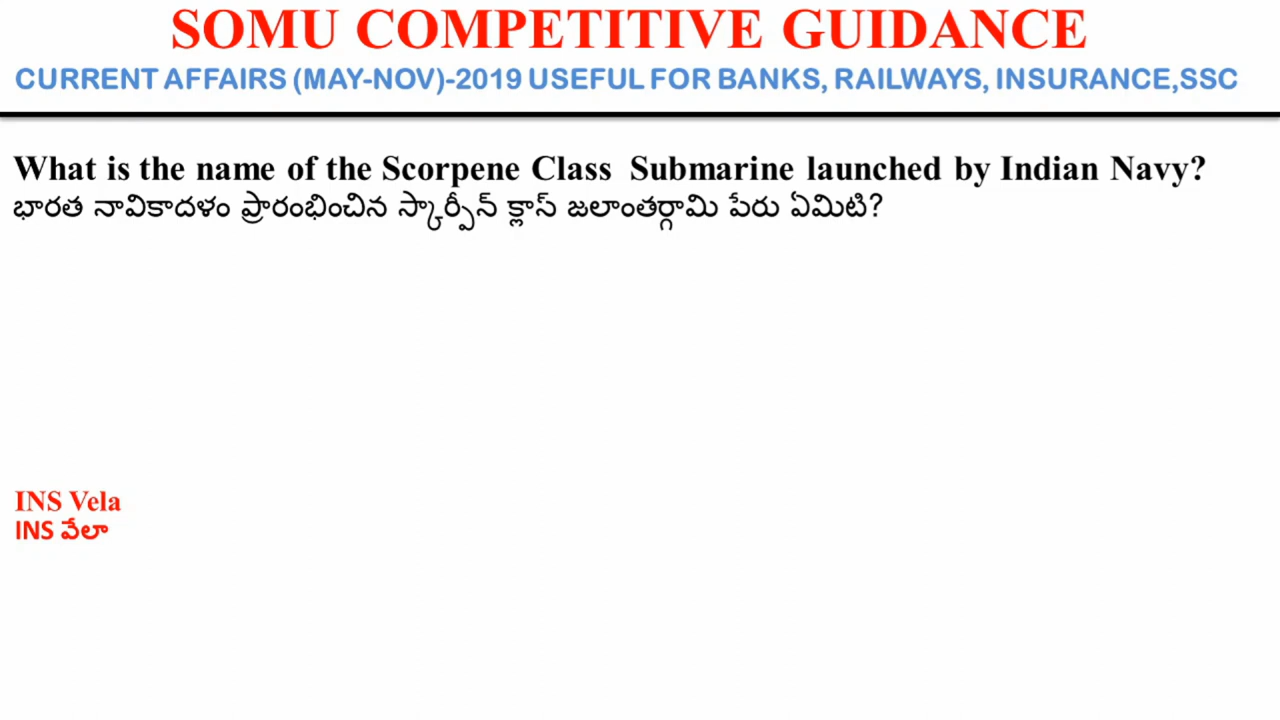 SOMU COMPETITIVE GUIDANCE
CURRENT AFFAIRS (MAY-NOV)-2019 USEFUL FOR BANKS, RAILWAYS, INSURANCE,SSC
What is the name of the Scorpene Class Submarine launched by Indian Navy?
భారత నావికాదళం ప్రారంభించిన స్కార్పీన్ క్లాస్ జలాంతర్గామి పేరు ఏమిటి?
INS Vela
INS వేలా